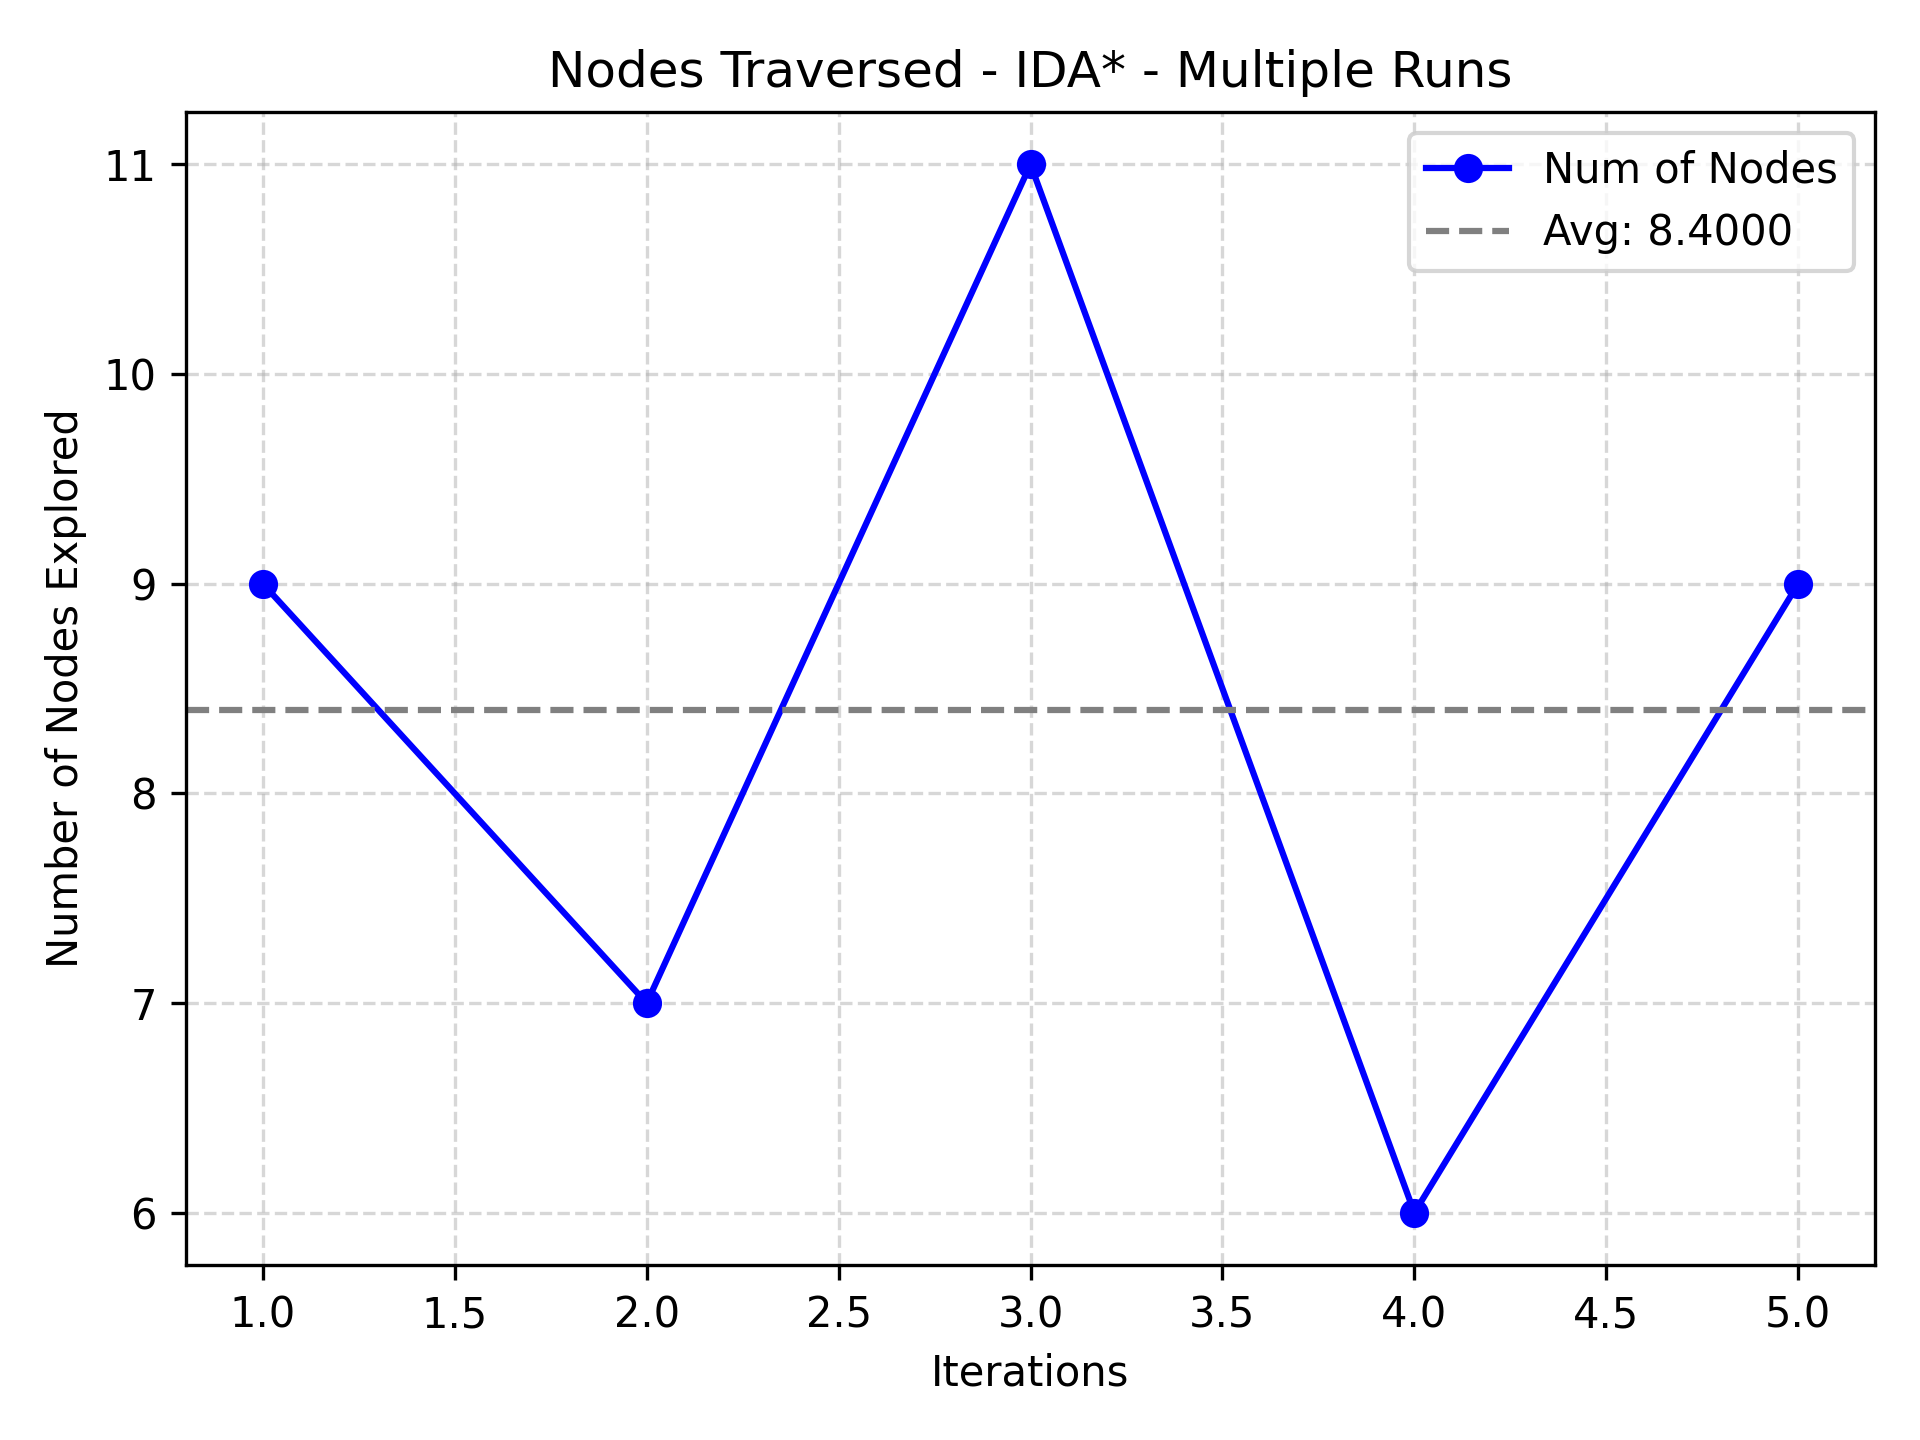 Nodes Traversed - IDA* - Multiple Runs
Num of Nodes
Avg: 8.4000
Number of Nodes Explored
11
10
9
8
7
6
1.0 1.5 2.0 2.5 3.0 3.5 4.0 4.5 5.0
Iterations